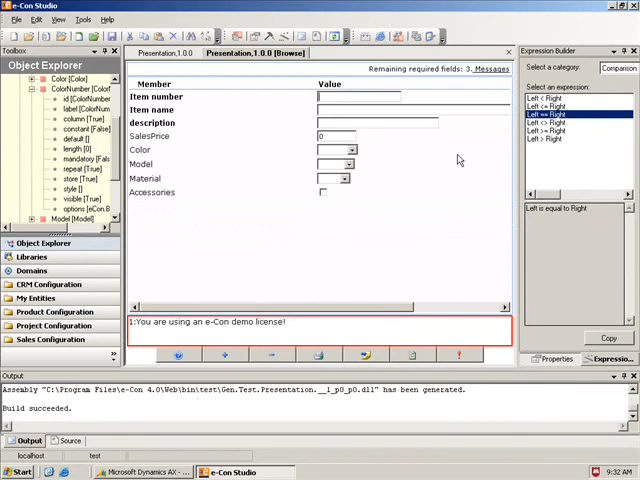 e-Con Studio
File Edit View Tools Help
Toolbox
Object Explorer
Color [Color]
ColorNumber [ColorNumb
id [ColorNumber
label [ColorNum
column [True]
constant [False]
default []
length [0]
mandatory [False
repeat [True]
store [True]
style []
visible [True]
options [eCon.B
Model [Model]
Object Explorer
Libraries
Domains
CRM Configuration
My Entities
Product Configuration
Project Configuration
Sales Configuration
Presentation,1.0.0
Presentation,1.0.0 [Browse]
Remaining required fields: 3. Messages
Member Value
Item number
Item name
description
SalesPrice 0
Color
Model
Material
Accessories
1:You are using an e-Con demo license!
Expression Builder
Select a category: Comparison
Select an expression:
Left < Right
Left <= Right
Left == Right
Left <> Right
Left >= Right
Left > Right
Left is equal to Right
Copy
Properties
Expressio...
Output
Assembly "C:\Program Files\e-Con 4.0\Web\bin\test\Gen.Test.Presentation.__1_p0_p0.dll" has been generated.
Build succeeded.
Output Source
localhost test
Start
Microsoft Dynamics AX - ...
e-Con Studio
9:32 AM